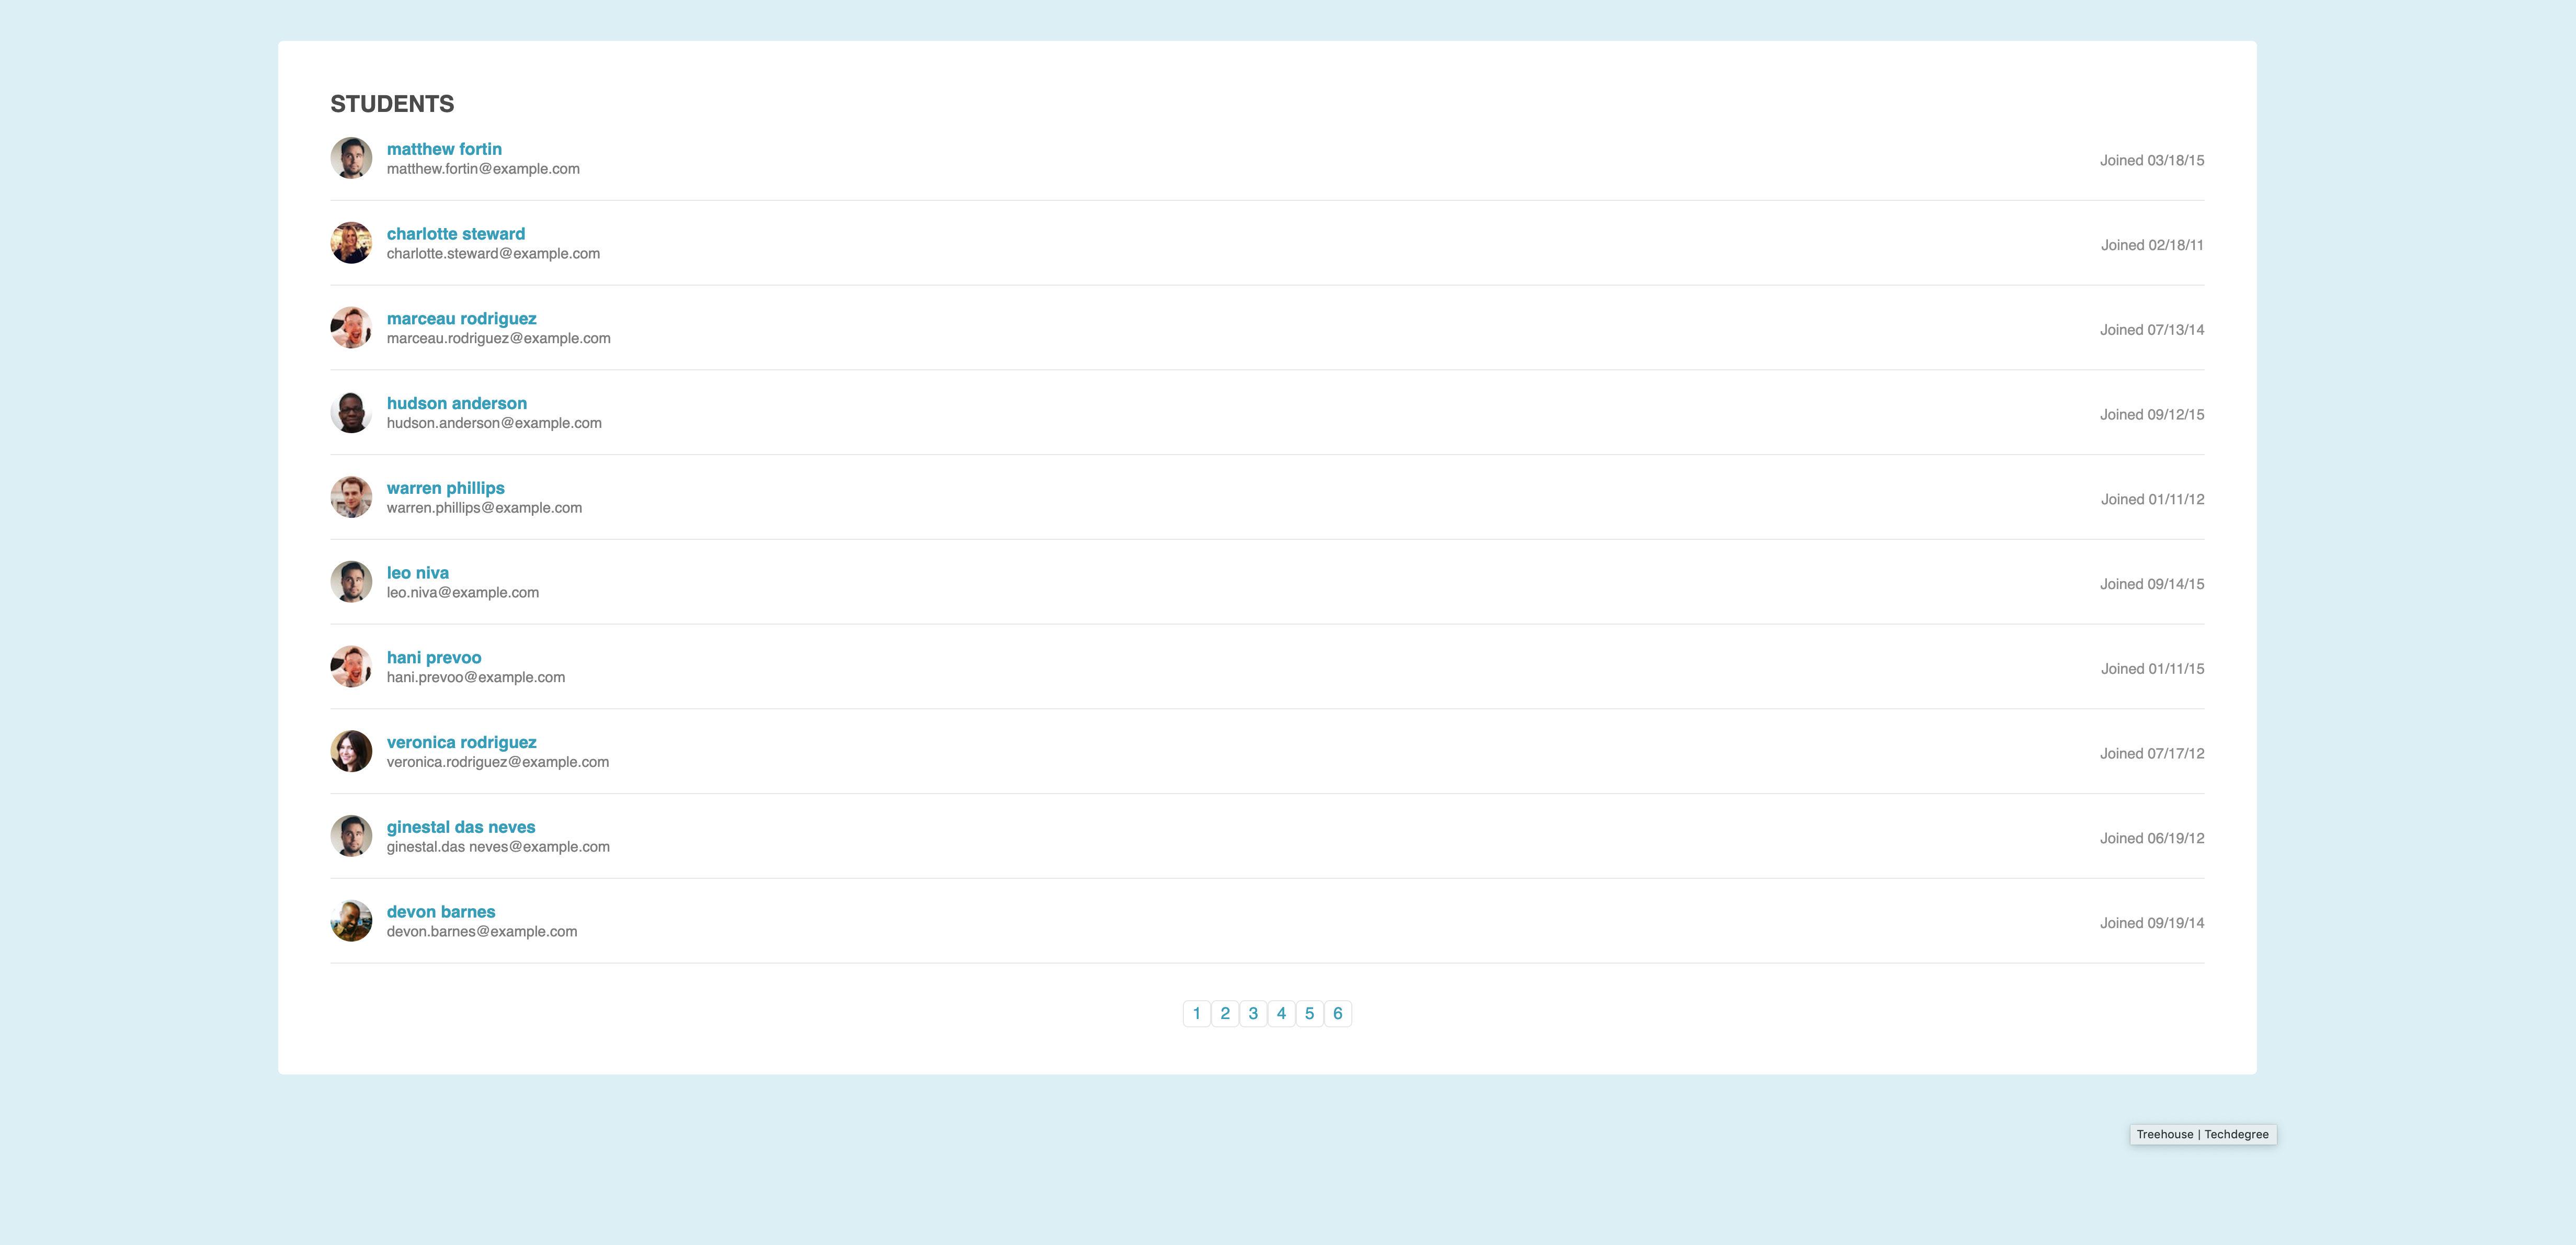 STUDENTS
matthew fortin
matthew.fortin@example.com
Joined 03/18/15
charlotte steward
charlotte.steward@example.com
Joined 02/18/11
marceau rodriguez
marceau.rodriguez@example.com
Joined 07/13/14
hudson anderson
hudson.anderson@example.com
Joined 09/12/15
warren phillips
warren.phillips@example.com
Joined 01/11/12
leo niva
leo.niva@example.com
Joined 09/14/15
hani prevoo
hani.prevoo@example.com
Joined 01/11/15
veronica rodriguez
veronica.rodriguez@example.com
Joined 07/17/12
ginestal das neves
ginestal.das neves@example.com
Joined 06/19/12
devon barnes
devon.barnes@example.com
Joined 09/19/14
1 2 3 4 5 6
Treehouse | Techdegree